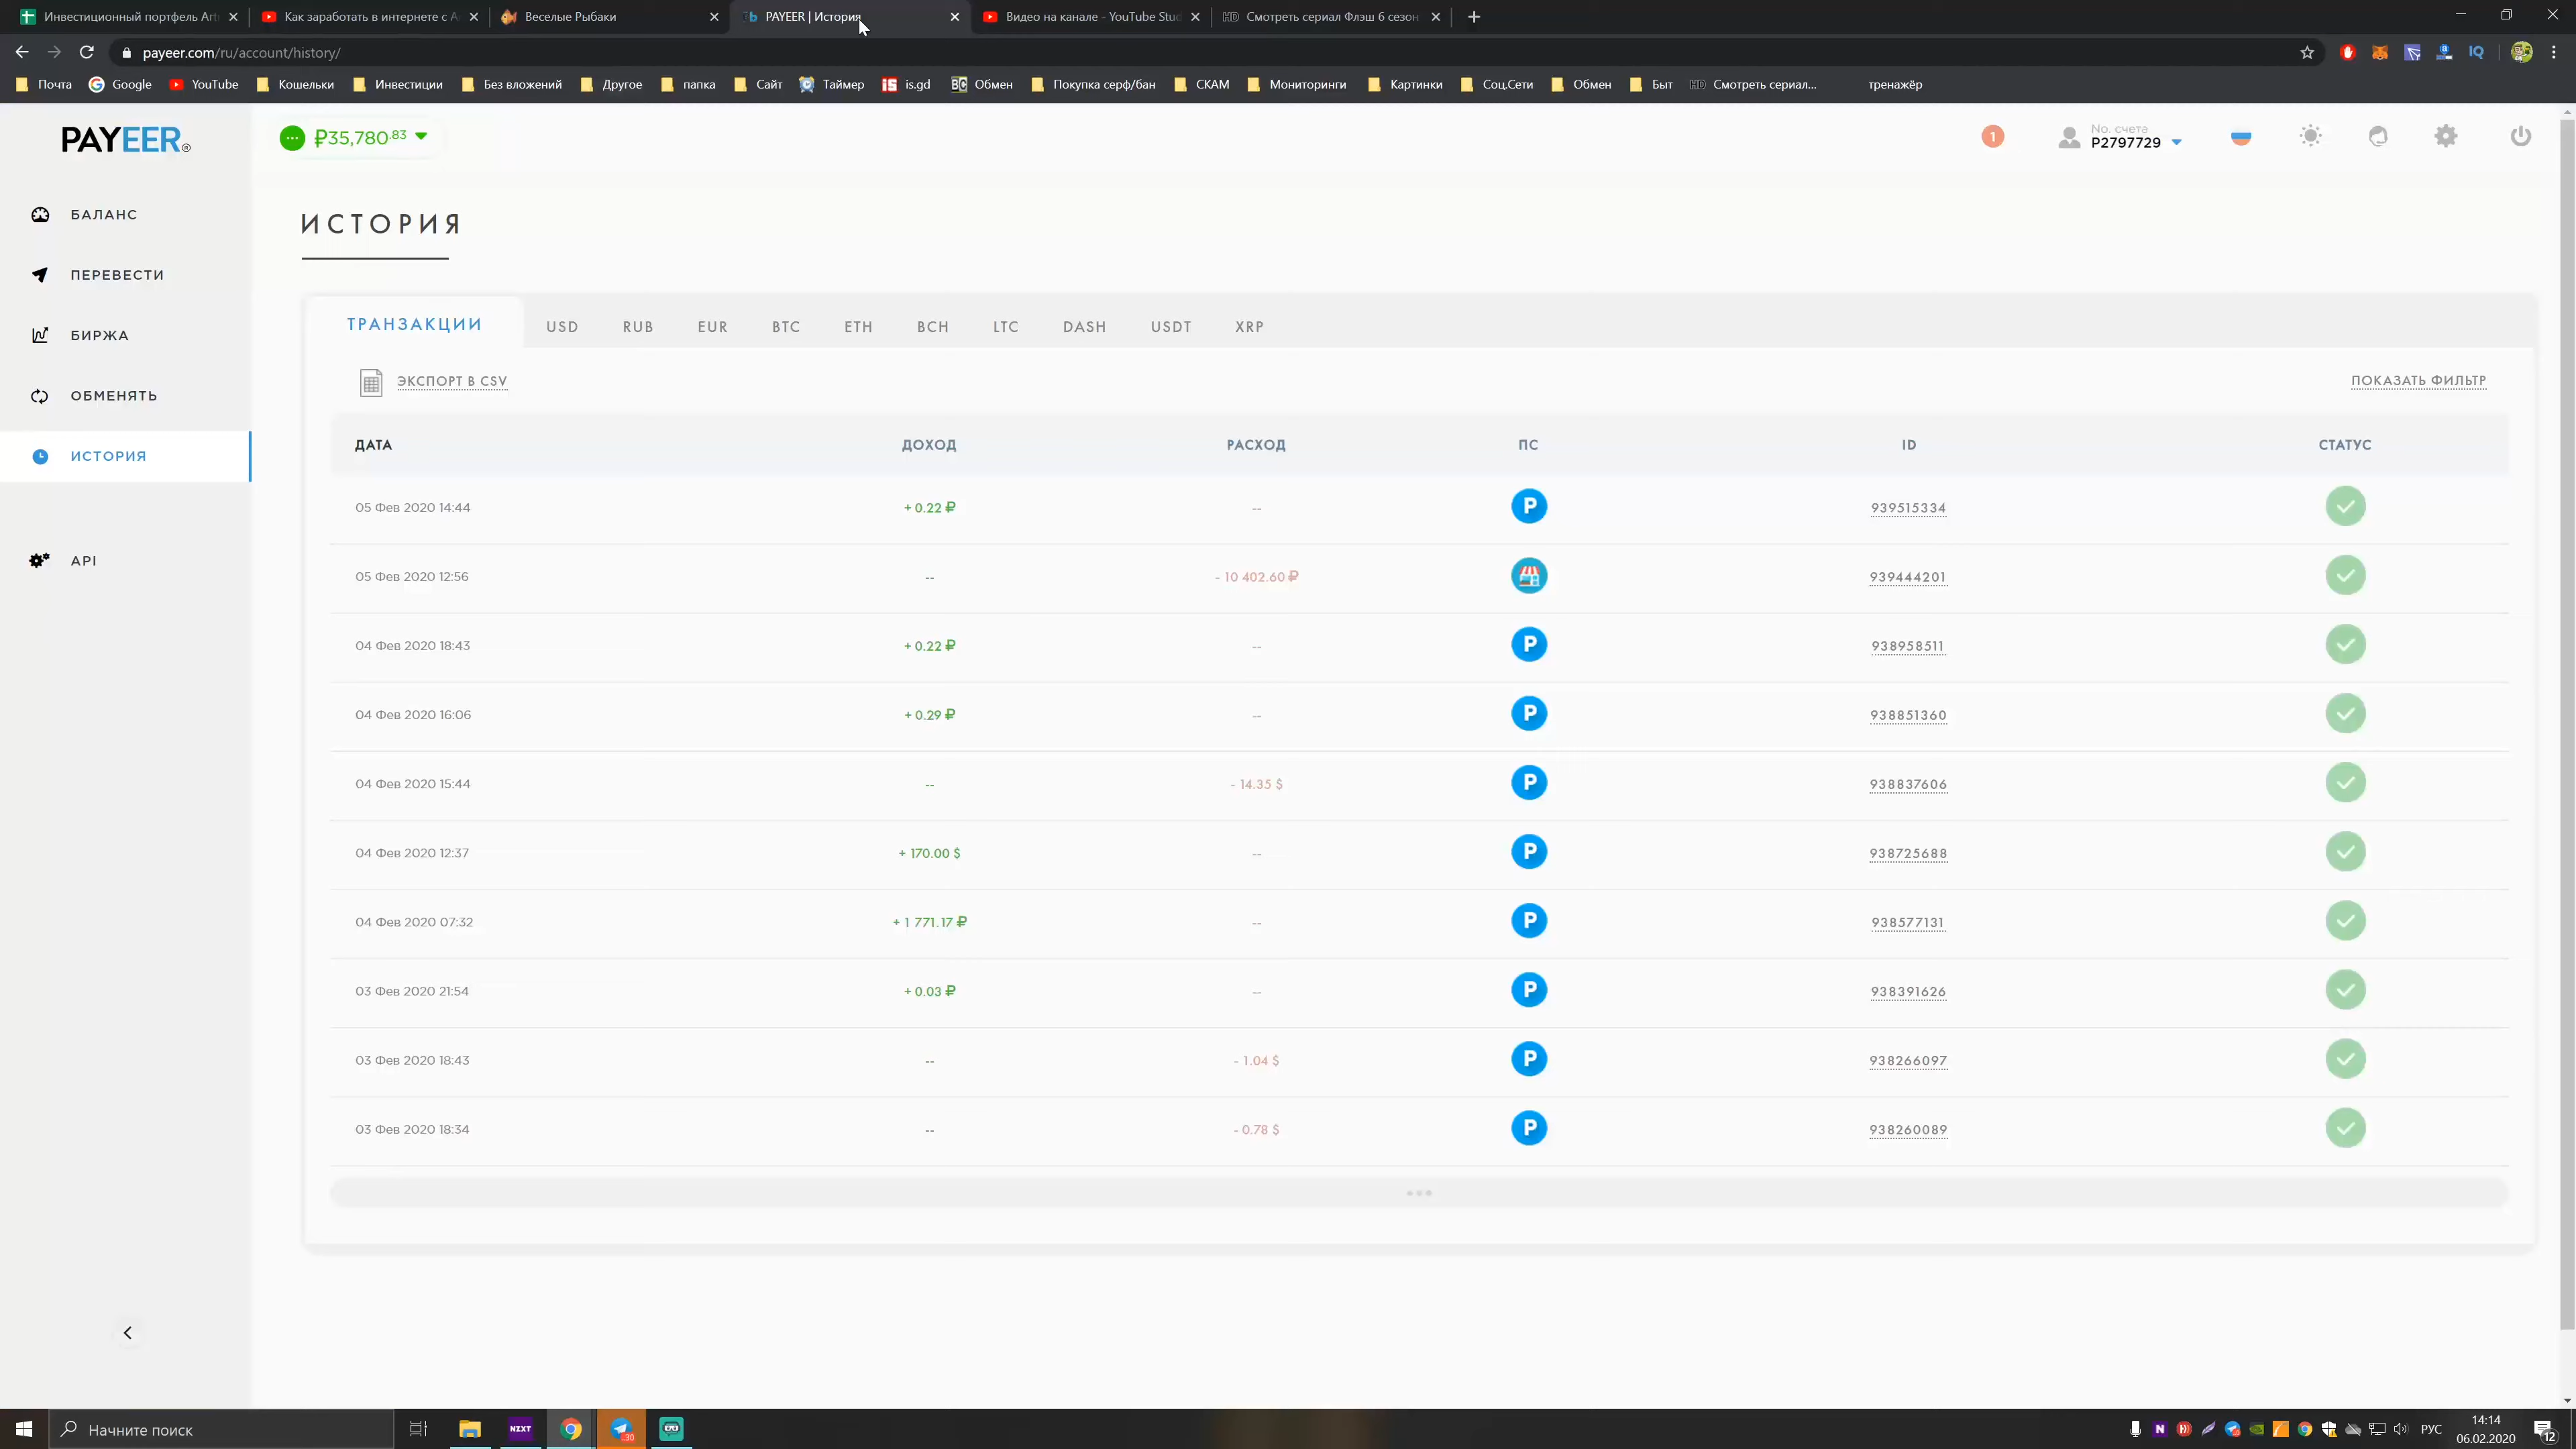 Инвестиционный портфель Art
Как заработать в интернете с А
Веселые Рыбаки
PAYEER | История
Видео на канале - YouTube Stud
HD Смотреть сериал Флэш 6 сезон
payeer.com/ru/account/history/
IQ
Почта
Google
YouTube
Кошельки
Инвестиции
Без вложений
Другое
папка
Сайт
Таймер
is.gd
BC Обмен
Покупка серф/бан
СКАМ
Мониторинги
Картинки
Соц.Сети
Обмен
Быт
HD Смотреть сериал...
тренажёр
PAYEER®
₽35,780.83
1
No. счета
P2797729
БАЛАНС
ПЕРЕВЕСТИ
БИРЖА
ОБМЕНЯТЬ
ИСТОРИЯ
API
ИСТОРИЯ
ТРАНЗАКЦИИ USD RUB EUR BTC ETH BCH LTC DASH USDT XRP
ЭКСПОРТ В CSV ПОКАЗАТЬ ФИЛЬТР
ДАТА ДОХОД РАСХОД ПС ID СТАТУС
05 Фев 2020 14:44 + 0.22 ₽ -- P 939515334
05 Фев 2020 12:56 -- - 10 402.60 ₽ 939444201
04 Фев 2020 18:43 + 0.22 ₽ -- P 938958511
04 Фев 2020 16:06 + 0.29 ₽ -- P 938851360
04 Фев 2020 15:44 -- - 14.35 $ P 938837606
04 Фев 2020 12:37 + 170.00 $ -- P 938725688
04 Фев 2020 07:32 + 1 771.17 ₽ -- P 938577131
03 Фев 2020 21:54 + 0.03 ₽ -- P 938391626
03 Фев 2020 18:43 -- - 1.04 $ P 938266097
03 Фев 2020 18:34 -- - 0.78 $ P 938260089
Начните поиск
NZXT
30
N
РУС
14:14
06.02.2020
12